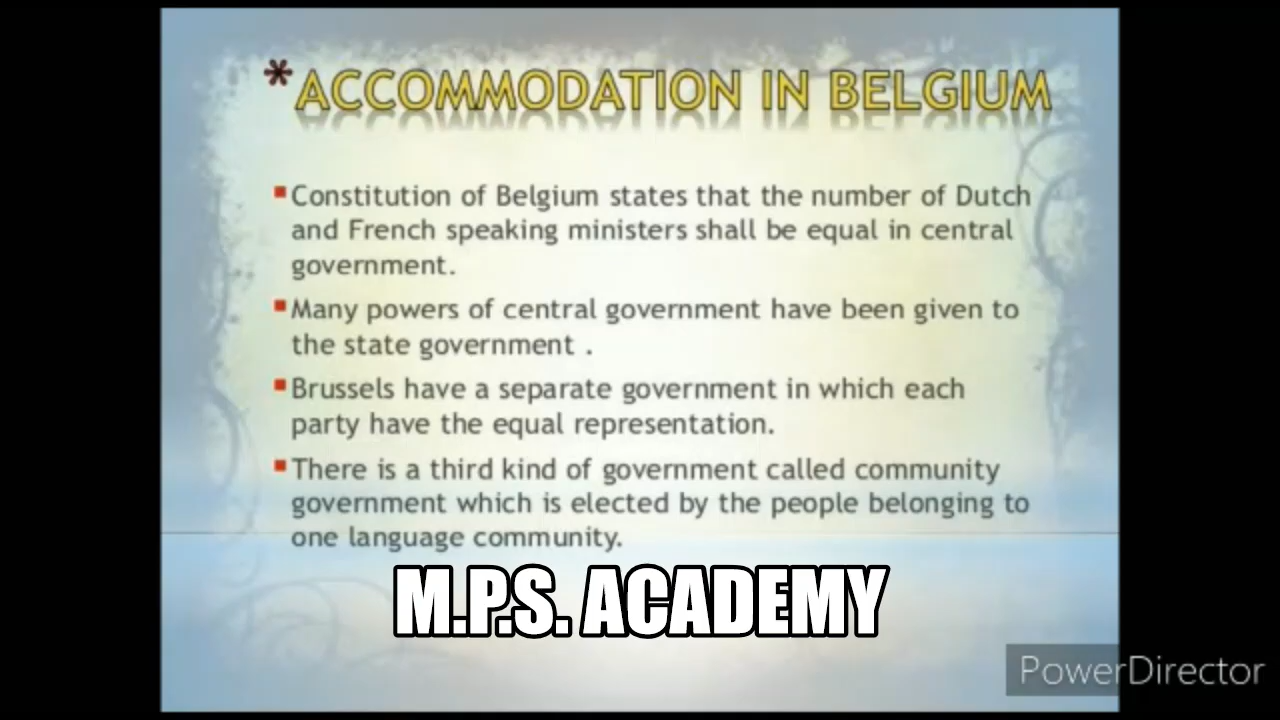 *ACCOMMODATION IN BELGIUM
Constitution of Belgium states that the number of Dutch
and French speaking ministers shall be equal in central
government.
Many powers of central government have been given to
the state government .
Brussels have a separate government in which each
party have the equal representation.
There is a third kind of government called community
government which is elected by the people belonging to
one language community.
M.P.S. ACADEMY
PowerDirector